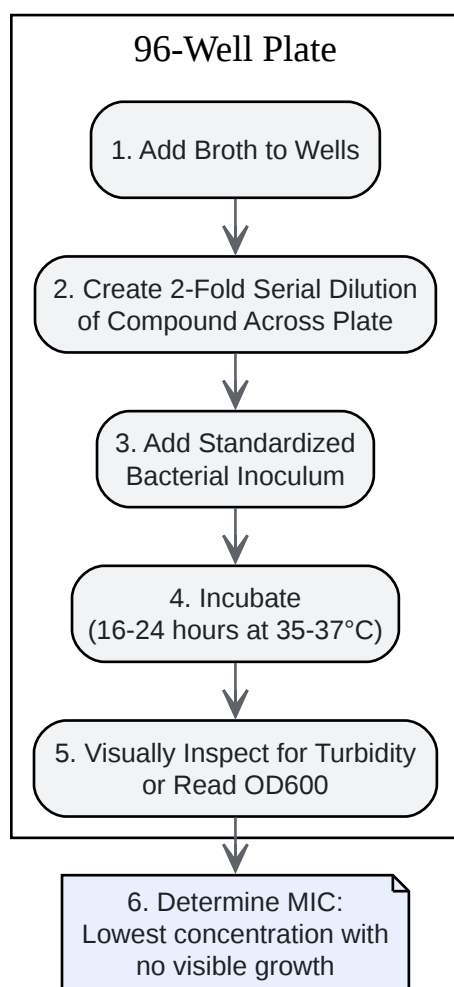 96-Well Plate
1. Add Broth to Wells
2. Create 2-Fold Serial Dilution
of Compound Across Plate
3. Add Standardized
Bacterial Inoculum
4. Incubate
(16-24 hours at 35-37°C)
5. Visually Inspect for Turbidity
or Read OD600
6. Determine MIC:
Lowest concentration with
no visible growth